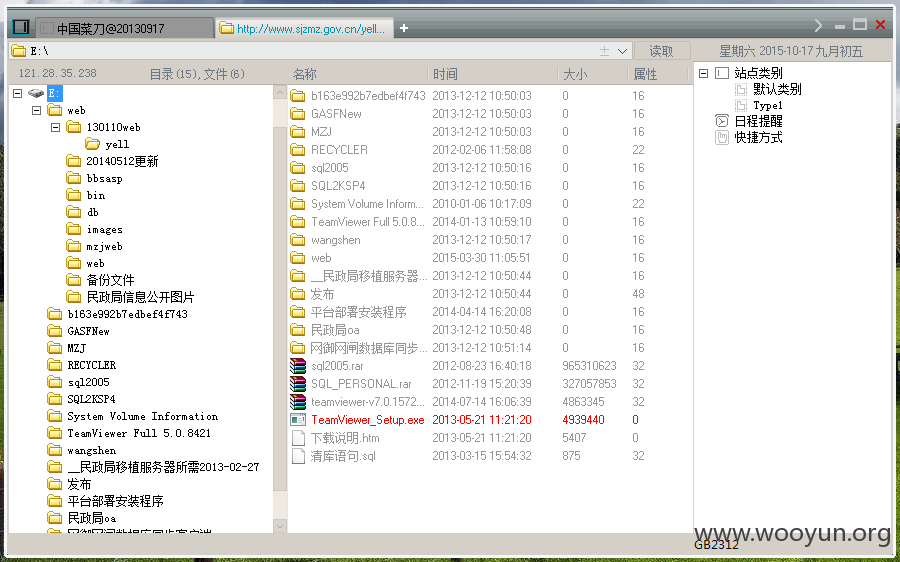 中国菜刀@20130917
http://www.sjzmz.gov.cn/yell...
+
E:\
读取
星期六 2015-10-17 九月初五
121.28.35.238
目录(15),文件(6)
名称
时间
大小
属性
E:
web
130110web
yell
20140512更新
bbsasp
bin
db
images
mzjweb
web
备份文件
民政局信息公开图片
b163e992b7edbef4f743
GASFNew
MZJ
RECYCLER
sql2005
SQL2KSP4
System Volume Information
TeamViewer Full 5.0.8421
wangshen
__民政局移植服务器所需2013-02-27
发布
平台部署安装程序
民政局oa
网御网闸数据库同步客户端
b163e992b7edbef4f743 2013-12-12 10:50:03 0 16
GASFNew 2013-12-12 10:50:03 0 16
MZJ 2013-12-12 10:50:03 0 16
RECYCLER 2012-02-06 11:58:08 0 22
sql2005 2013-12-12 10:50:16 0 16
SQL2KSP4 2013-12-12 10:50:16 0 16
System Volume Inform... 2010-01-06 10:17:09 0 22
TeamViewer Full 5.0.8... 2014-01-13 10:59:10 0 16
wangshen 2013-12-12 10:50:17 0 16
web 2015-03-30 11:05:51 0 16
__民政局移植服务器... 2013-12-12 10:50:44 0 16
发布 2013-12-12 10:50:44 0 48
平台部署安装程序 2014-04-14 16:20:08 0 16
民政局oa 2013-12-12 10:50:48 0 16
网御网闸数据库同步... 2013-12-12 10:51:14 0 16
sql2005.rar 2012-08-23 16:40:18 965310623 32
SQL_PERSONAL.rar 2012-11-19 15:20:39 327057853 32
teamviewer-v7.0.1572... 2014-07-14 16:06:39 4863345 32
TeamViewer_Setup.exe 2013-05-21 11:21:20 4939440 0
下载说明.htm 2013-05-21 11:21:20 5407 0
清库语句.sql 2013-03-15 15:54:32 875 32
站点类别
默认类别
Type1
日程提醒
快捷方式
www.wooyun.org
GB2312